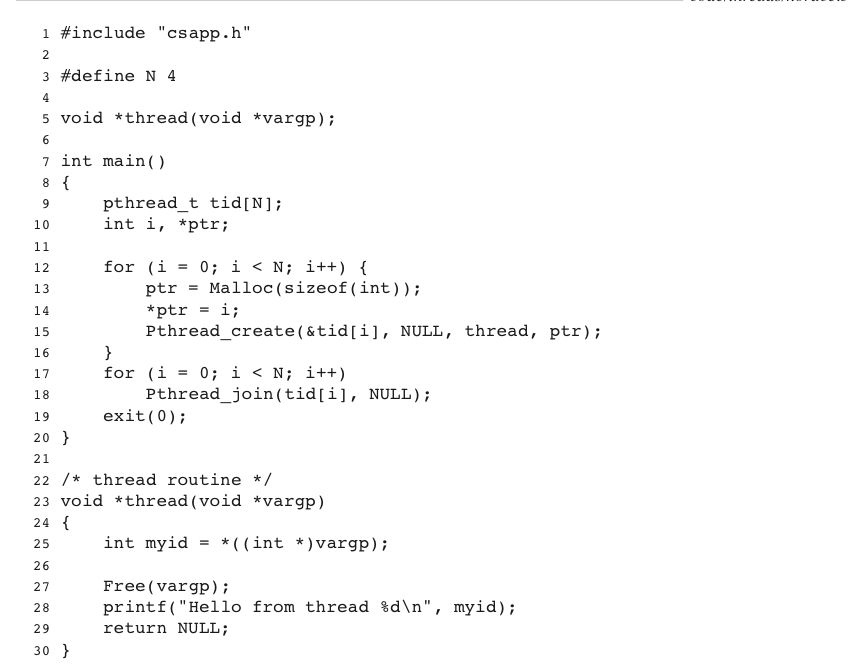 1 #include "csapp.h"
2
3 #define N 4
4
5 void *thread(void *vargp);
6
7 int main()
8 {
9     pthread_t tid[N];
10     int i, *ptr;
11
12     for (i = 0; i < N; i++) {
13         ptr = Malloc(sizeof(int));
14         *ptr = i;
15         Pthread_create(&tid[i], NULL, thread, ptr);
16     }
17     for (i = 0; i < N; i++)
18         Pthread_join(tid[i], NULL);
19     exit(0);
20 }
21
22 /* thread routine */
23 void *thread(void *vargp)
24 {
25     int myid = *((int *)vargp);
26
27     Free(vargp);
28     printf("Hello from thread %d\n", myid);
29     return NULL;
30 }